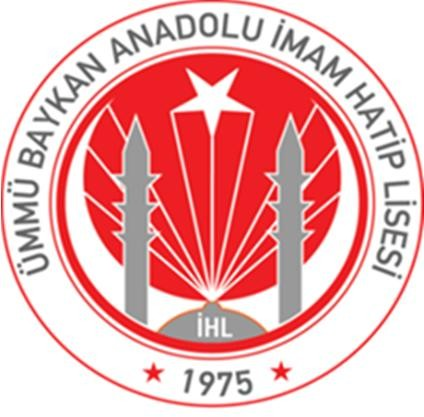 ÜMMÜ BAYKAN ANADOLU İMAM HATİP LİSESİ
İHL
1975